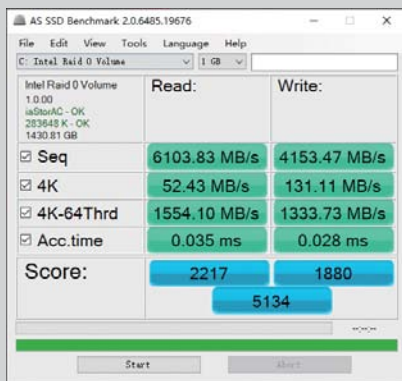 AS SSD Benchmark 2.0.6485.19676
File Edit View Tools Language Help
C: Intel Raid 0 Volume 1 GB
Intel Raid 0 Volume
1.0.00
iaStorAC - OK
283648 K - OK
1430.81 GB
Read: Write:
Seq 6103.83 MB/s 4153.47 MB/s
4K 52.43 MB/s 131.11 MB/s
4K-64Thrd 1554.10 MB/s 1333.73 MB/s
Acc.time 0.035 ms 0.028 ms
Score: 2217 1880
5134
--:--:--
Start Abort